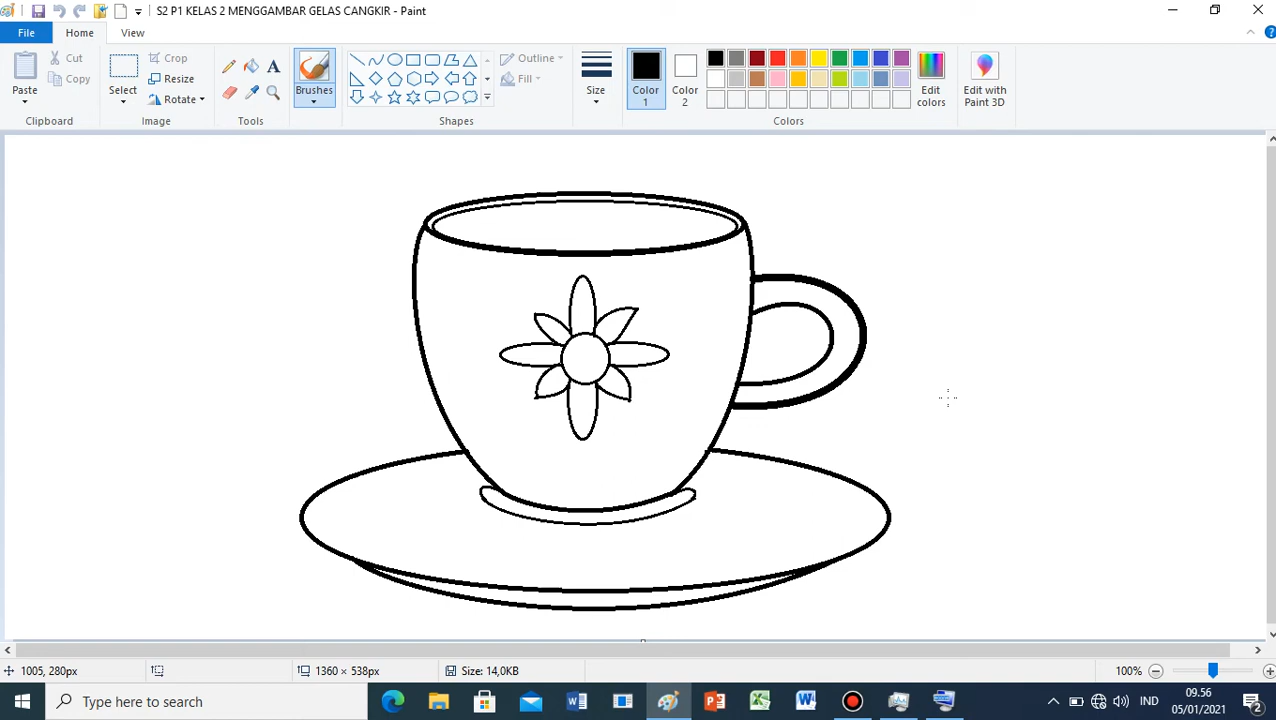 S2 P1 KELAS 2 MENGGAMBAR GELAS CANGKIR - Paint
File Home View
Paste
Cut
Copy
Clipboard
Select
Crop
Resize
Rotate
Image
A
Tools
Brushes
Shapes
Outline
Fill
Size
Color 1
Color 2
Edit colors
Colors
Edit with Paint 3D
1005, 280px
1360 × 538px
Size: 14,0KB
100%
Type here to search
IND
09.56
05/01/2021
2